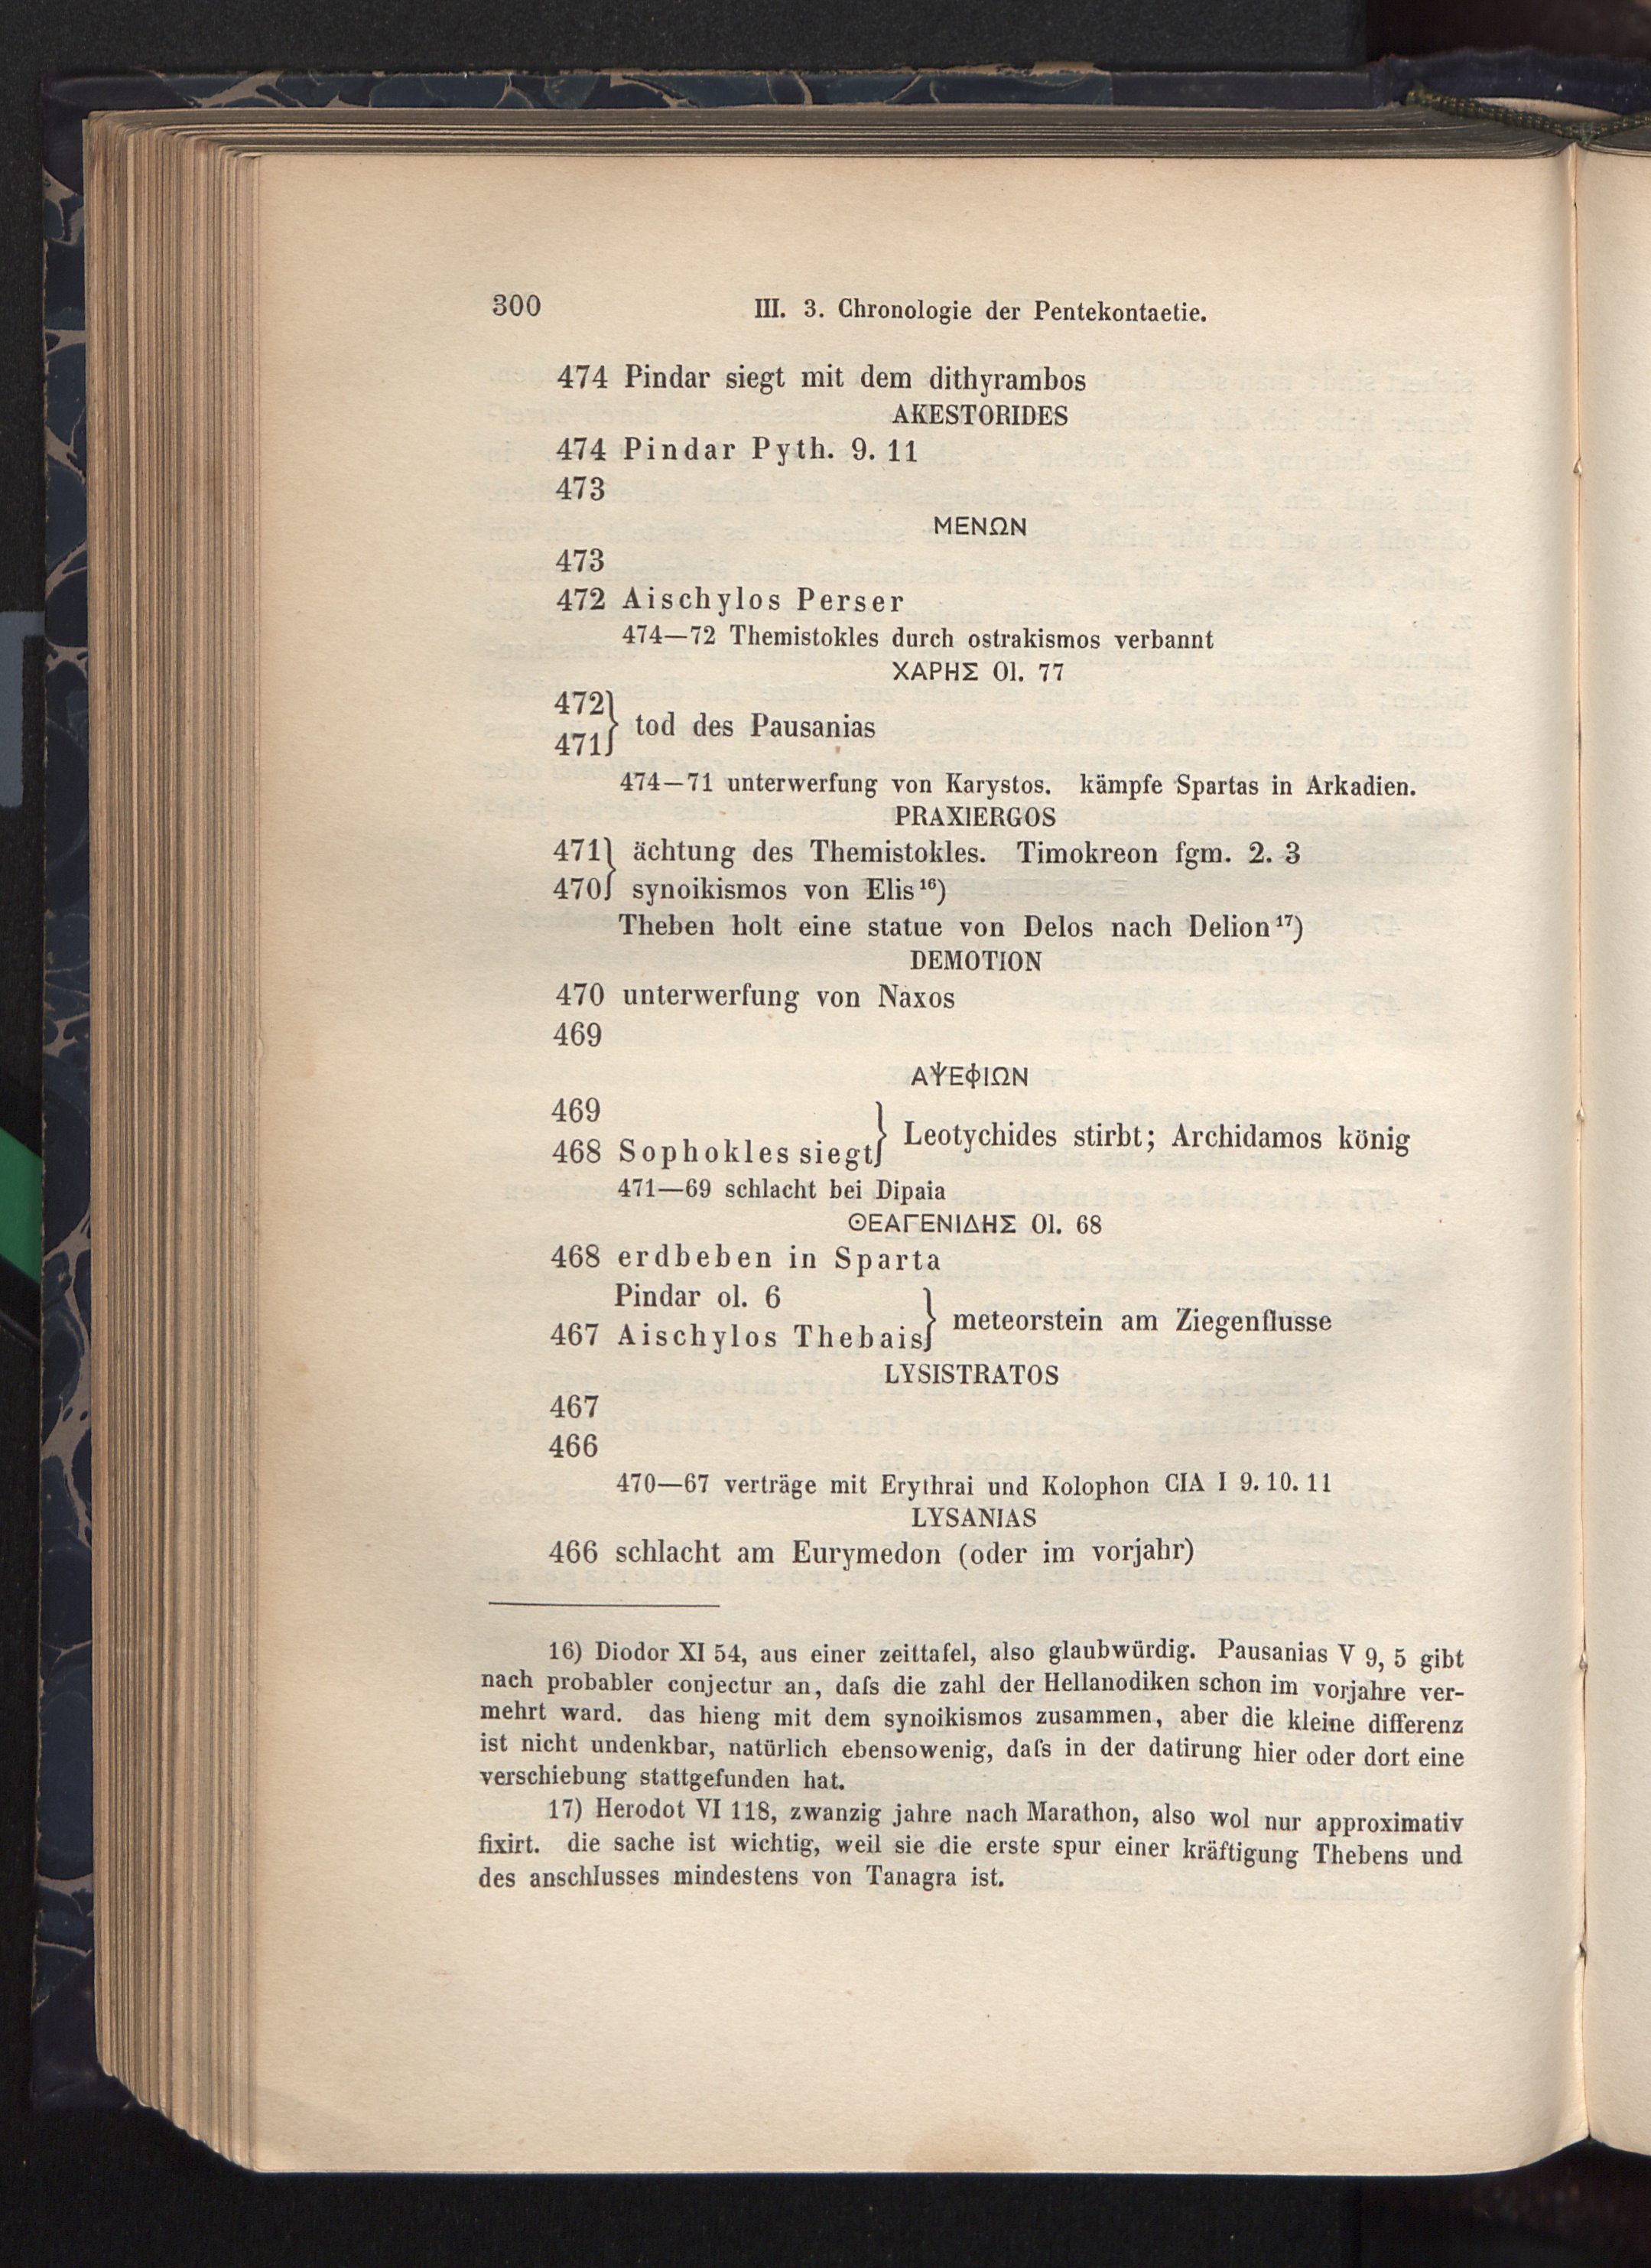 300 III. 3. Chronologie der Pentekontaetie.
474 Pindar siegt mit dem dithyrambos
AKESTORIDES
474 Pindar Pyth. 9. 11
473
ΜΕΝΩΝ
473
472 Aischylos Perser
474—72 Themistokles durch ostrakismos verbannt
ΧΑΡΗΣ Ol. 77
472}
471} tod des Pausanias
474—71 unterwerfung von Karystos. kämpfe Spartas in Arkadien.
PRAXIERGOS
471} ächtung des Themistokles. Timokreon fgm. 2. 3
470} synoikismos von Elis¹⁶)
Theben holt eine statue von Delos nach Delion¹⁷)
DEMOTION
470 unterwerfung von Naxos
469
ΑΨΕΦΙΩΝ
469
468 Sophokles siegt} Leotychides stirbt; Archidamos könig
471—69 schlacht bei Dipaia
ΘΕΑΓΕΝΙΔΗΣ Ol. 68
468 erdbeben in Sparta
Pindar ol. 6
467 Aischylos Thebais} meteorstein am Ziegenflusse
LYSISTRATOS
467
466
470—67 verträge mit Erythrai und Kolophon CIA I 9. 10. 11
LYSANIAS
466 schlacht am Eurymedon (oder im vorjahr)
16) Diodor XI 54, aus einer zeittafel, also glaubwürdig. Pausanias V 9, 5 gibt
nach probabler conjectur an, daſs die zahl der Hellanodiken schon im vorjahre ver-
mehrt ward. das hieng mit dem synoikismos zusammen, aber die kleine differenz
ist nicht undenkbar, natürlich ebensowenig, daſs in der datirung hier oder dort eine
verschiebung stattgefunden hat.
17) Herodot VI 118, zwanzig jahre nach Marathon, also wol nur approximativ
fixirt. die sache ist wichtig, weil sie die erste spur einer kräftigung Thebens und
des anschlusses mindestens von Tanagra ist.